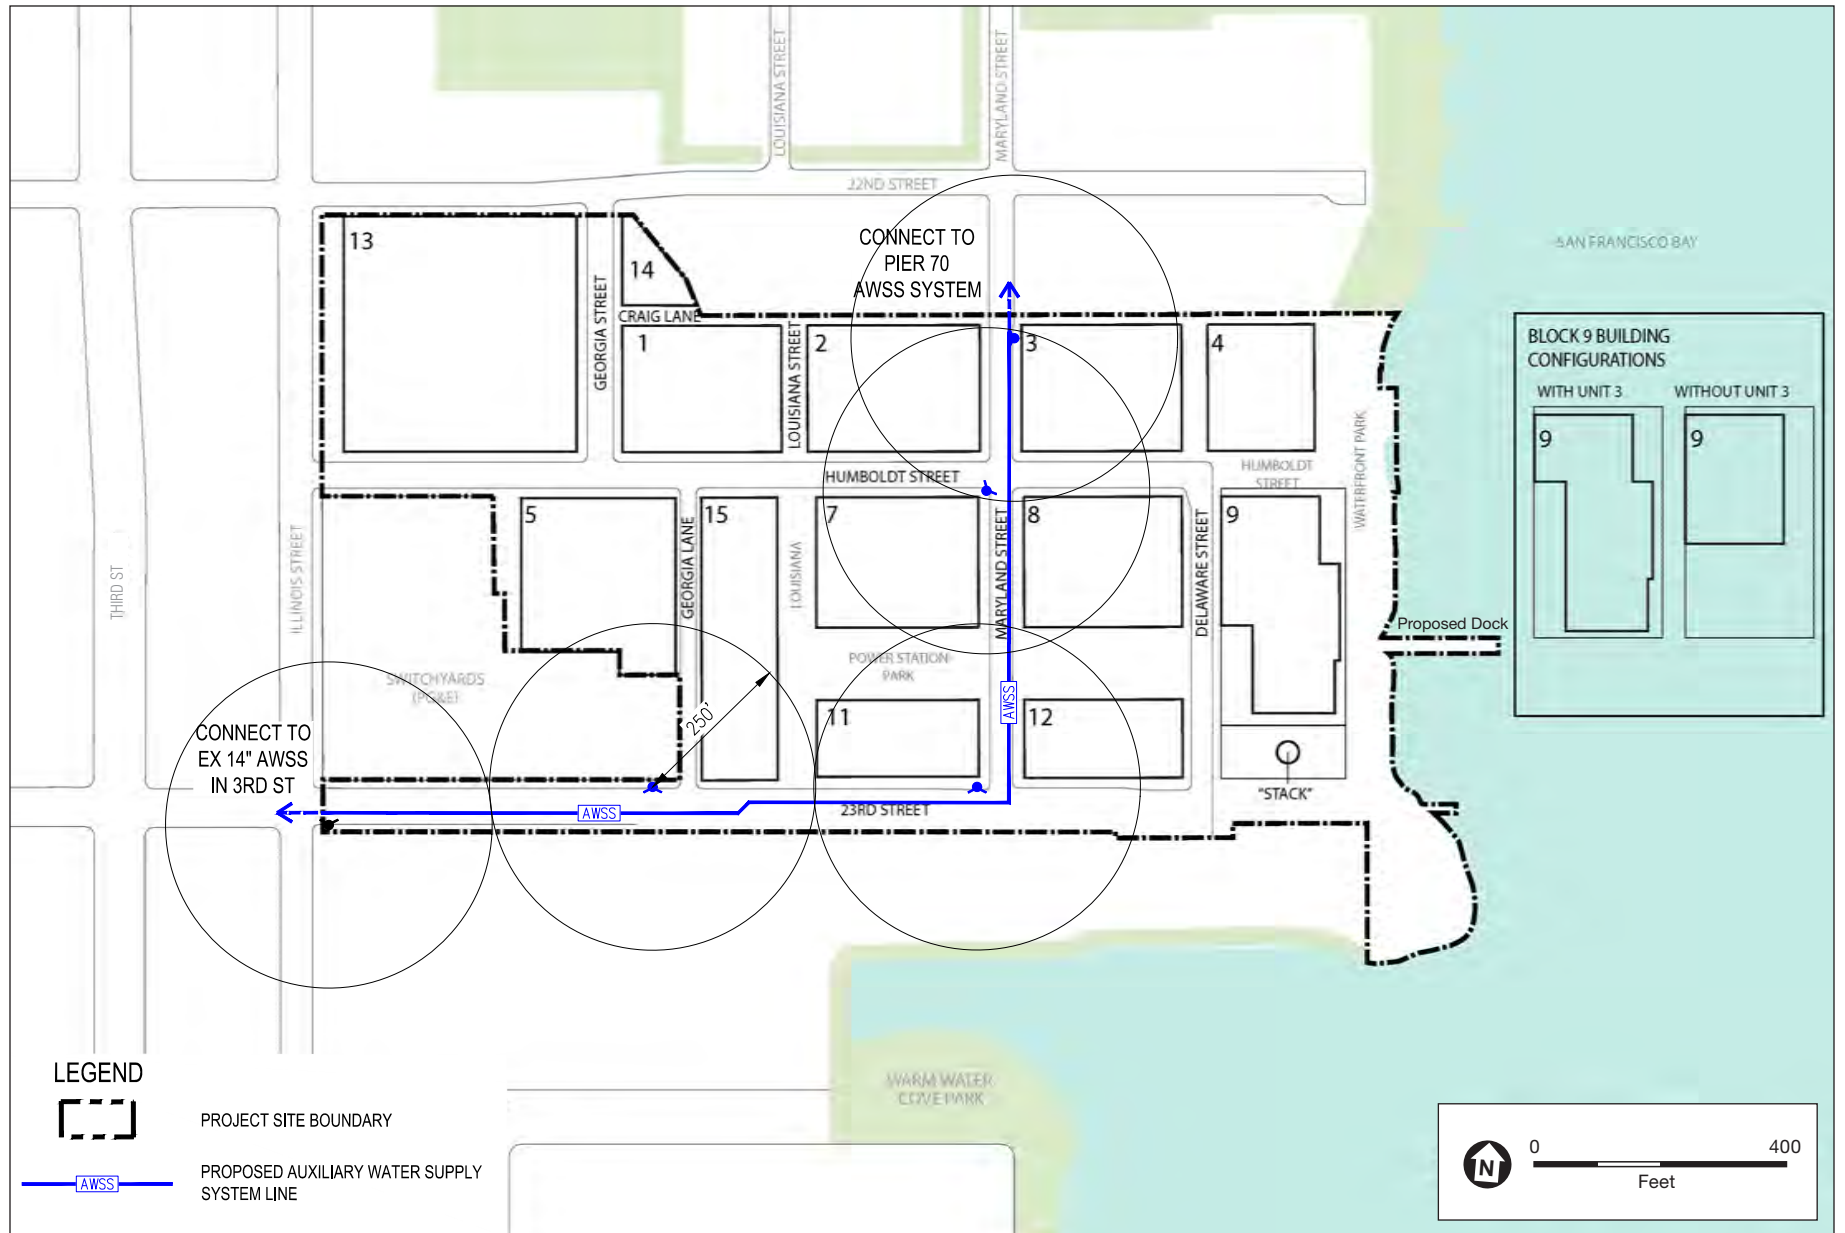 LOUISIANA STREET
MARYLAND STREET
22ND STREET
SAN FRANCISCO BAY
CONNECT TO
PIER 70
AWSS SYSTEM
13
14
GEORGIA STREET
CRAIG LANE
1
LOUISIANA STREET
2
3
4
BLOCK 9 BUILDING
CONFIGURATIONS
WITH UNIT 3
WITHOUT UNIT 3
9
9
HUMBOLDT STREET
HUMBOLDT
STREET
WATERFRONT PARK
THIRD ST
ILLINOIS STREET
5
GEORGIA LANE
15
LOUISIANA
7
MARYLAND STREET
8
DELAWARE STREET
9
Proposed Dock
SWITCHYARDS
(PG&E)
POWER STATION
PARK
250'
AWSS
11
12
CONNECT TO
EX 14" AWSS
IN 3RD ST
"STACK"
AWSS
23RD STREET
WARM WATER
COVE PARK
LEGEND
PROJECT SITE BOUNDARY
AWSS
PROPOSED AUXILIARY WATER SUPPLY
SYSTEM LINE
N
0
400
Feet